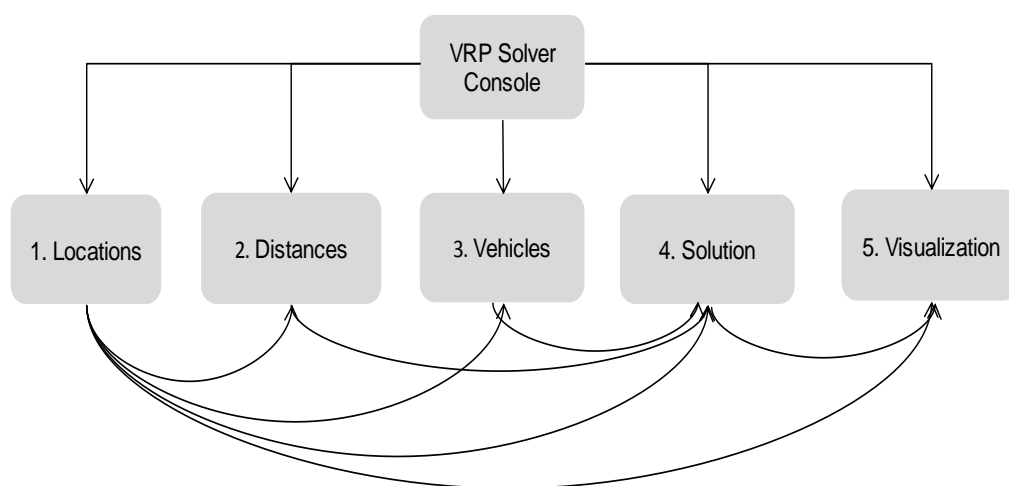 VRP Solver
Console
1. Locations
2. Distances
3. Vehicles
4. Solution
5. Visualization